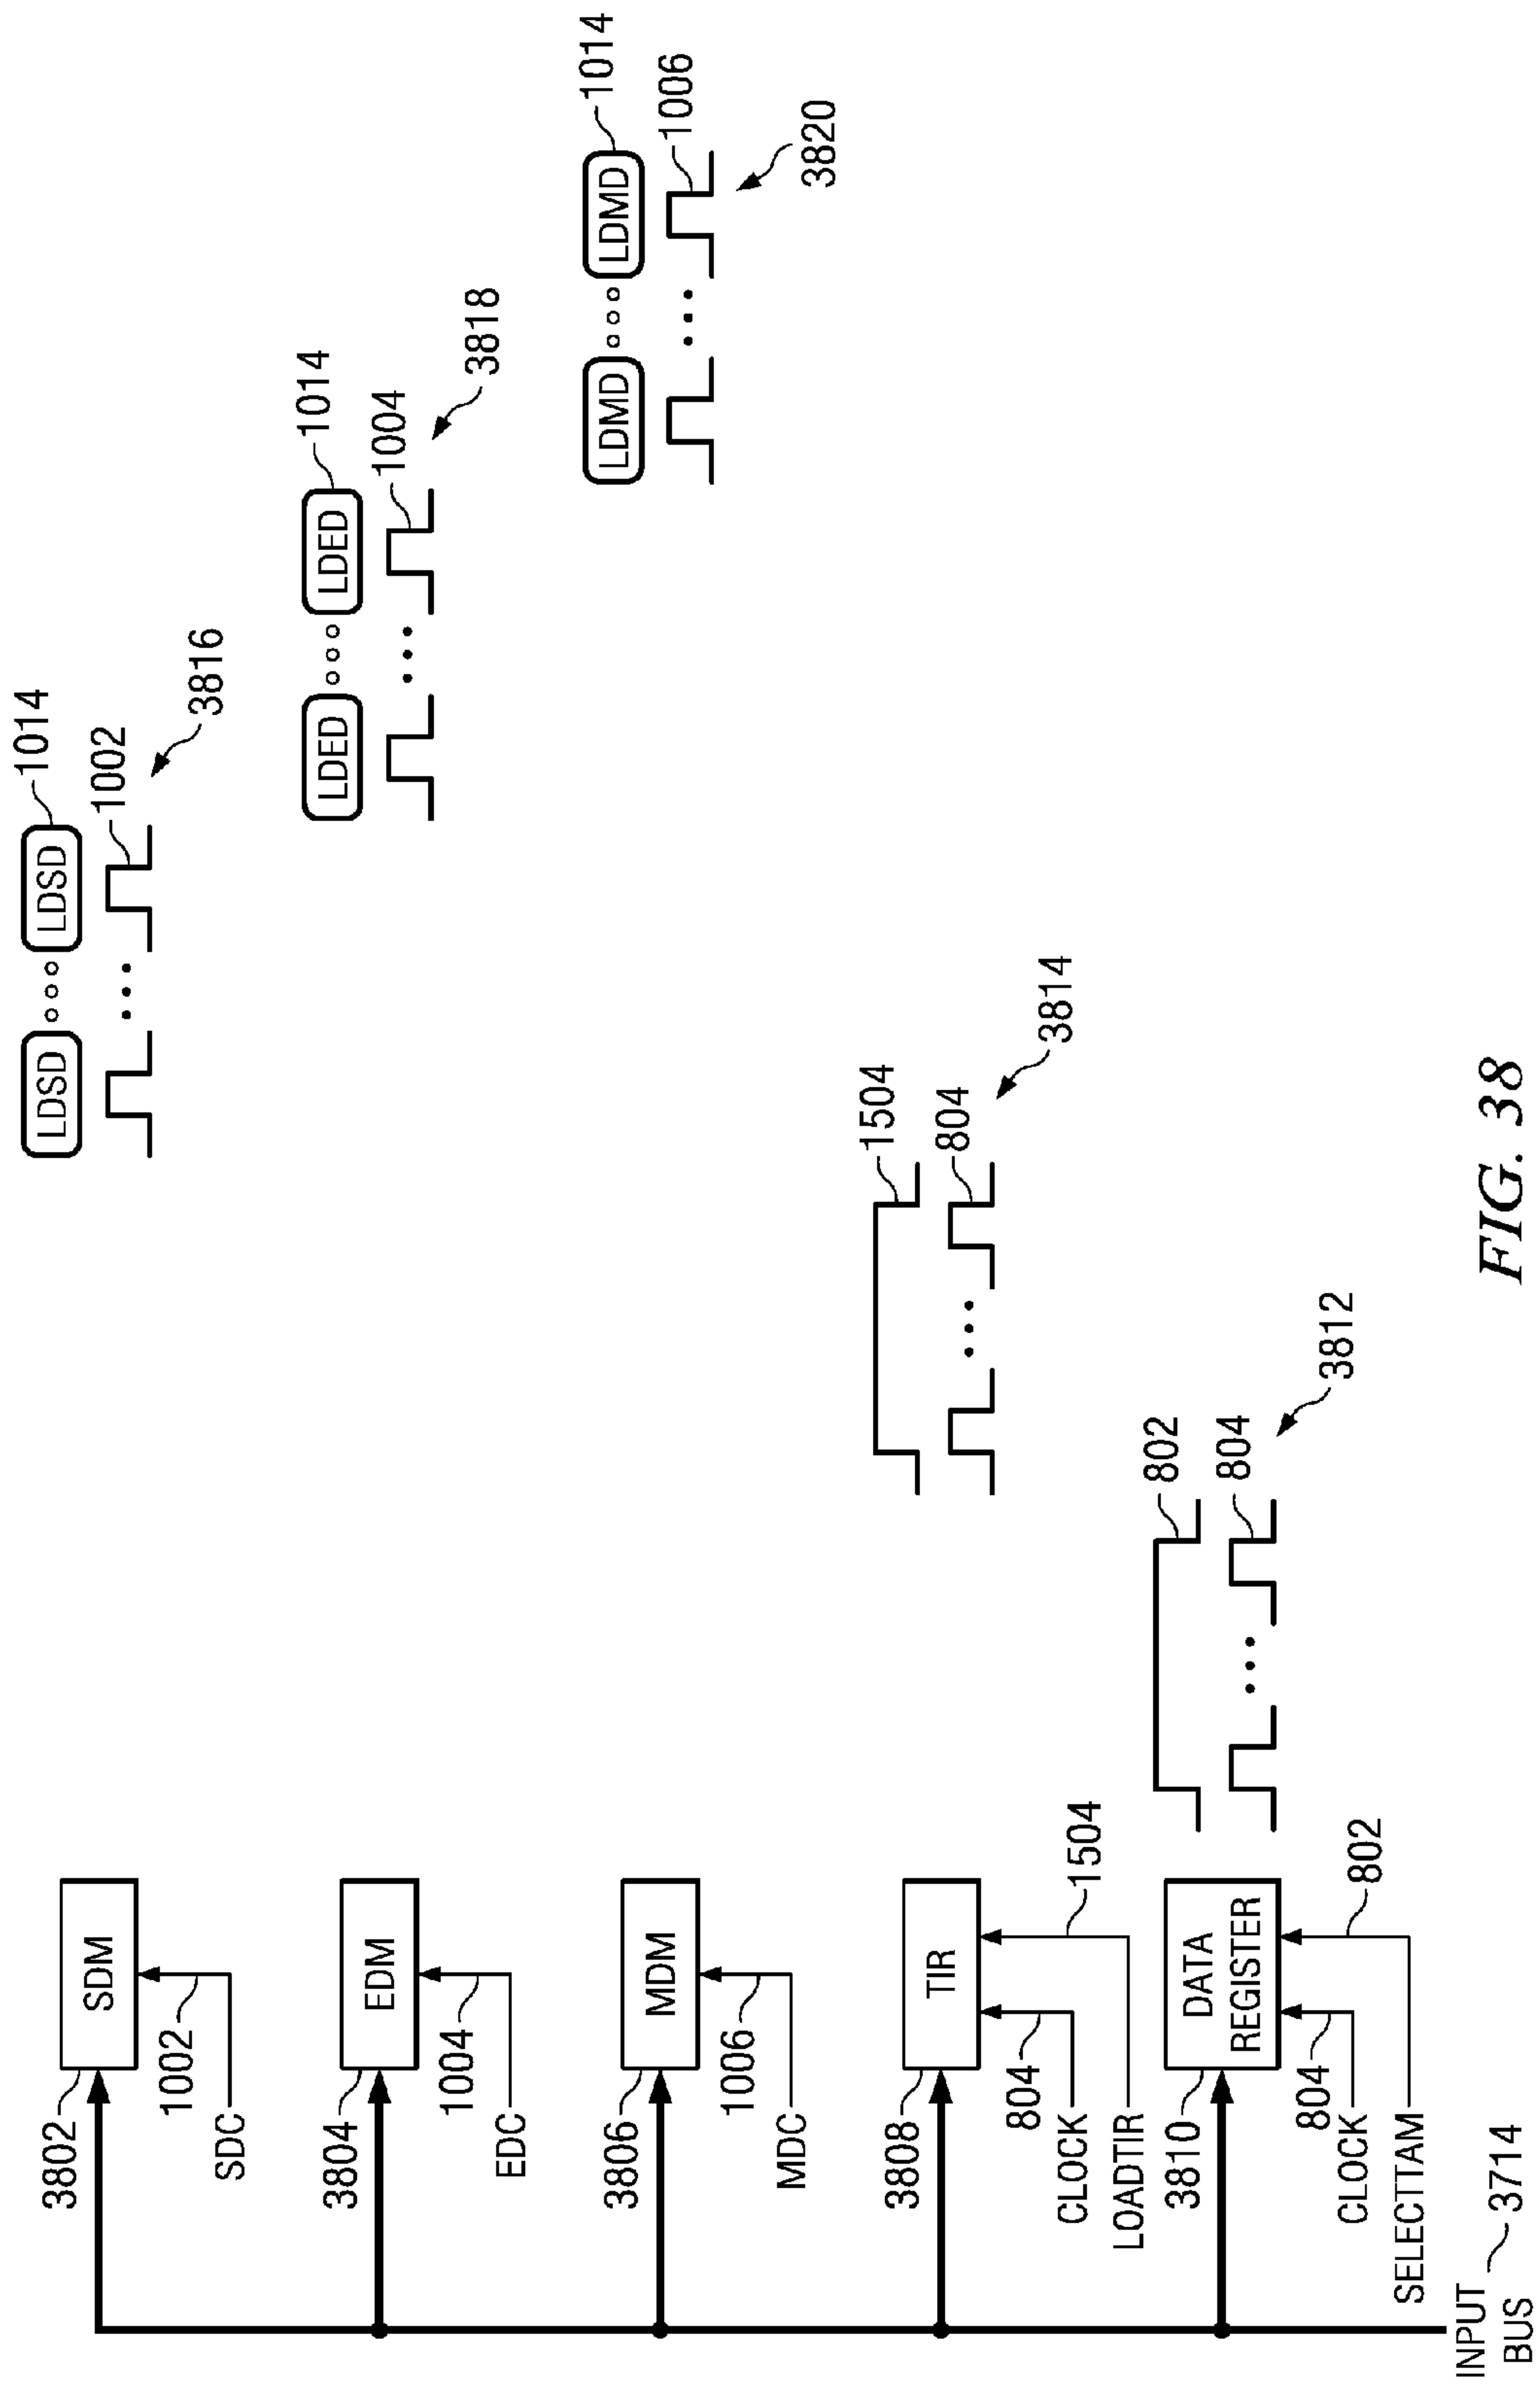 3802
SDM
1002
SDC
LDSD
LDSD
1014
1002
3816
3804
EDM
1004
EDC
LDED
LDED
1014
1004
3818
3806
MDM
1006
MDC
LDMD
LDMD
1014
1006
3820
3808
TIR
804
CLOCK
LOADTIR
1504
1504
804
3814
3810
DATA
REGISTER
804
CLOCK
SELECTTAM
802
802
804
3812
INPUT
BUS
3714
FIG. 38